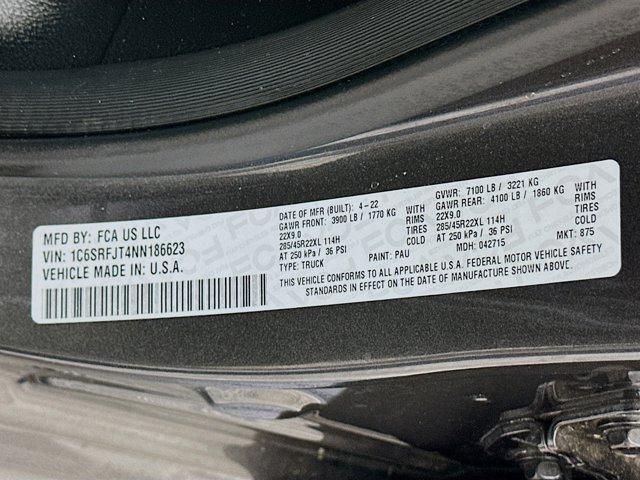 MFD BY: FCA US LLC
VIN: 1C6SRFJT4NN186623
VEHICLE MADE IN: U.S.A.
DATE OF MFR (BUILT): 4-22 GVWR: 7100 LB / 3221 KG
GAWR FRONT: 3900 LB / 1770 KG WITH GAWR REAR: 4100 LB / 1860 KG WITH
22X9.0 RIMS 22X9.0 RIMS
285/45R22XL 114H TIRES 285/45R22XL 114H TIRES
AT 250 kPa / 36 PSI COLD AT 250 kPa / 36 PSI COLD
TYPE: TRUCK PAINT: PAU MDH: 042715 MKT: 875
THIS VEHICLE CONFORMS TO ALL APPLICABLE U.S.A. FEDERAL MOTOR VEHICLE SAFETY
STANDARDS IN EFFECT ON THE DATE OF MANUFACTURE SHOWN ABOVE.